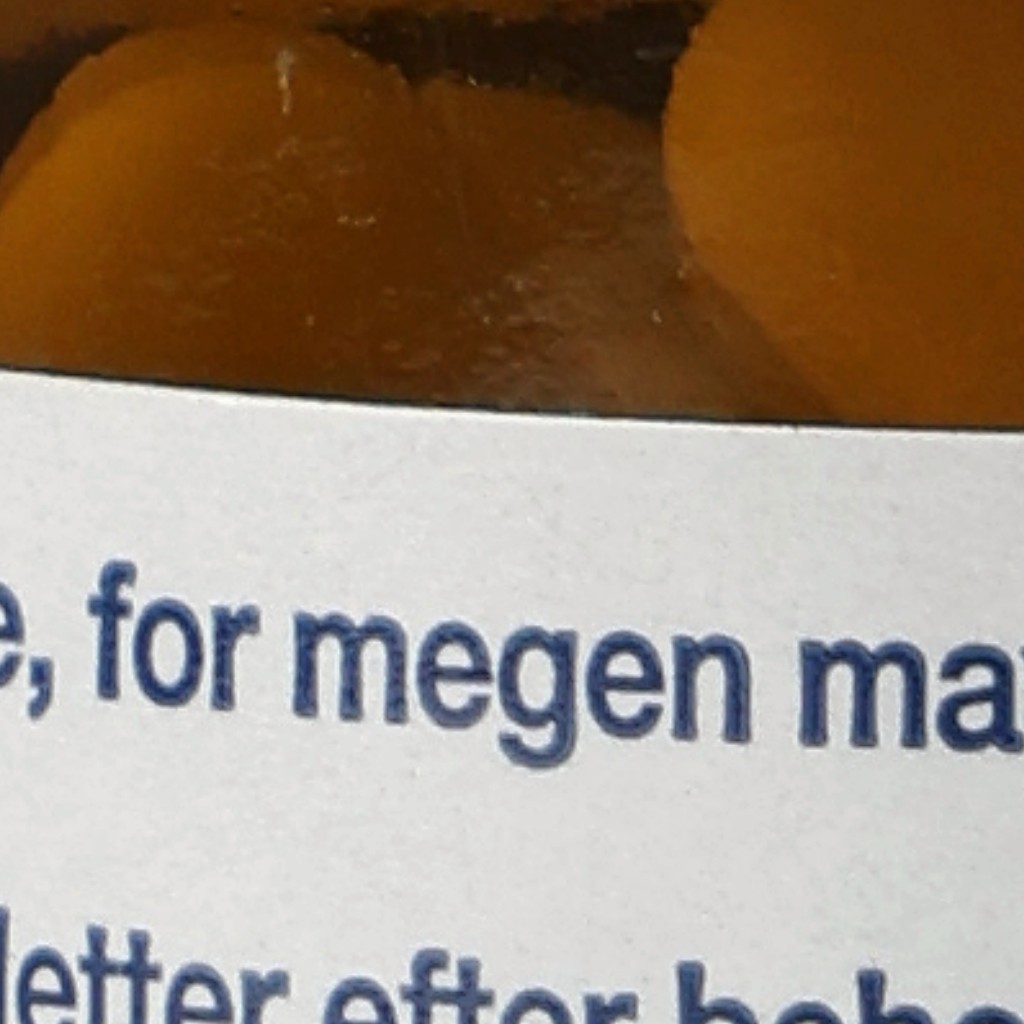 e, for megen ma
letter efter beho